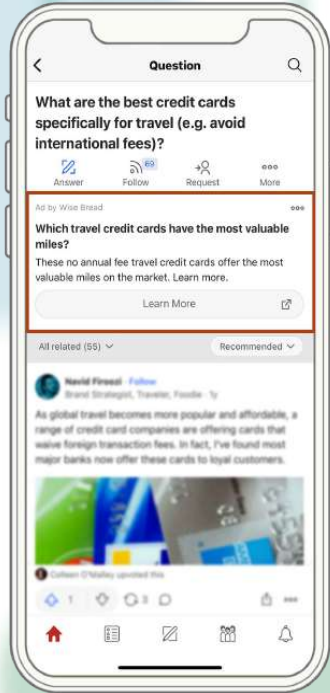 Question
What are the best credit cards
specifically for travel (e.g. avoid
international fees)?
69
Answer Follow Request More
Ad by Wise Bread
Which travel credit cards have the most valuable
miles?
These no annual fee travel credit cards offer the most
valuable miles on the market. Learn more.
Learn More
All related (55) Recommended
Navid Firoozi · Follow
Brand Strategist, Traveler, Foodie · 1y
As global travel becomes more popular and affordable, a
range of credit card companies are offering cards that
waive foreign transaction fees. In fact, I've found most
major banks now offer these cards to loyal customers.
Colleen O'Malley upvoted this
1 3